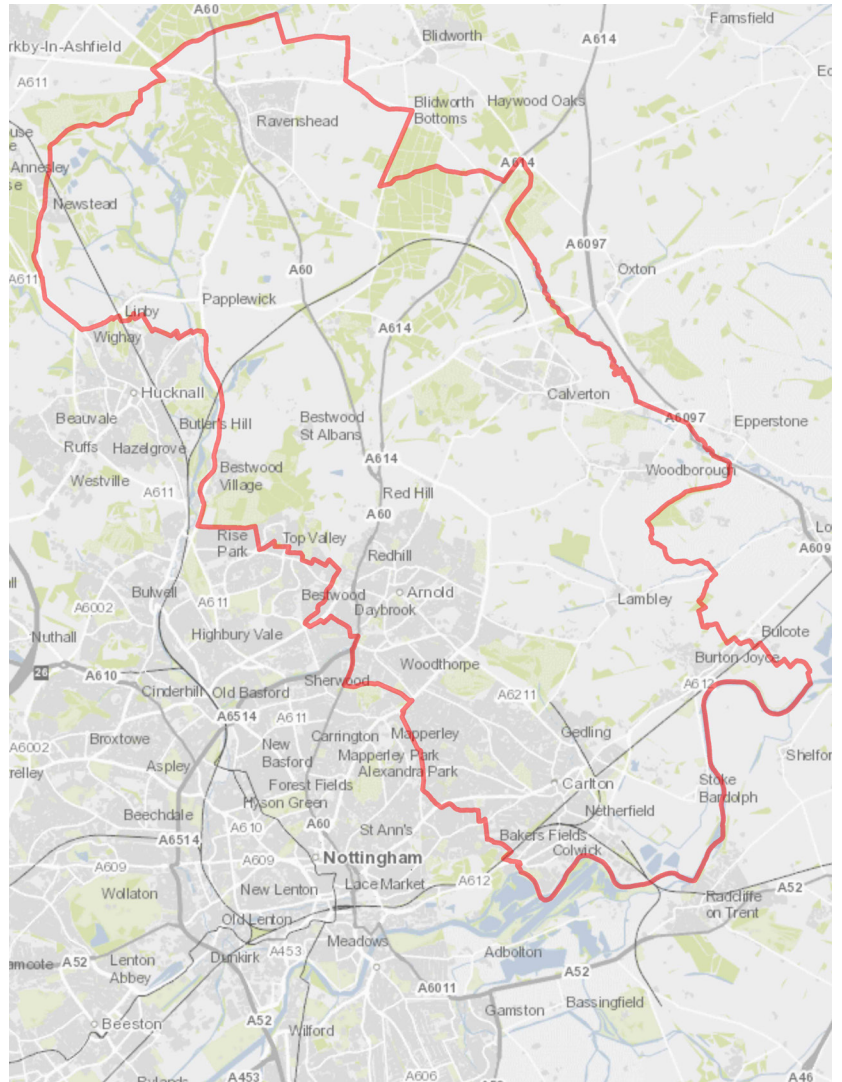 A60
Farnsfield
Blidworth
A614
rkby-In-Ashfield
A611
Blidworth
Bottoms
Haywood Oaks
Ravenshead
A614
Annesley
Newstead
A6097
Oxton
A60
A611
Papplewick
Linby
A614
Wighay
Hucknall
Calverton
Beauvale
Butler's Hill
Bestwood
St Albans
A6097
Epperstone
Ruffs
Hazelgrove
A614
Woodborough
Bestwood
Village
Westville
A611
Red Hill
A60
Lo
Rise
Park
Top Valley
A609
Redhill
Bulwell
Bestwood
Arnold
A6002
A611
Daybrook
Lambley
Nuthall
Highbury Vale
Bulcote
26
A610
Woodthorpe
Burton Joyce
Sherwood
A612
Cinderhill
Old Basford
A6211
A6514
A611
Carrington
Mapperley
Gedling
A6002
Broxtowe
New
Basford
Mapperley Park
Shelfor
relley
Aspley
Alexandra Park
Forest Fields
Carlton
Stoke
Bardolph
Hyson Green
Beechdale
Netherfield
A60
A610
St Ann's
Bakers Fields
A6514
Colwick
A609
A609
Nottingham
Wollaton
New Lenton
Lace Market
A612
A52
Radcliffe
on Trent
Old Lenton
Meadows
Adbolton
A453
Dunkirk
amcote
A52
Lenton
Abbey
A52
A6011
Bassingfield
Gamston
Beeston
A52
Wilford
A453
A606
A46